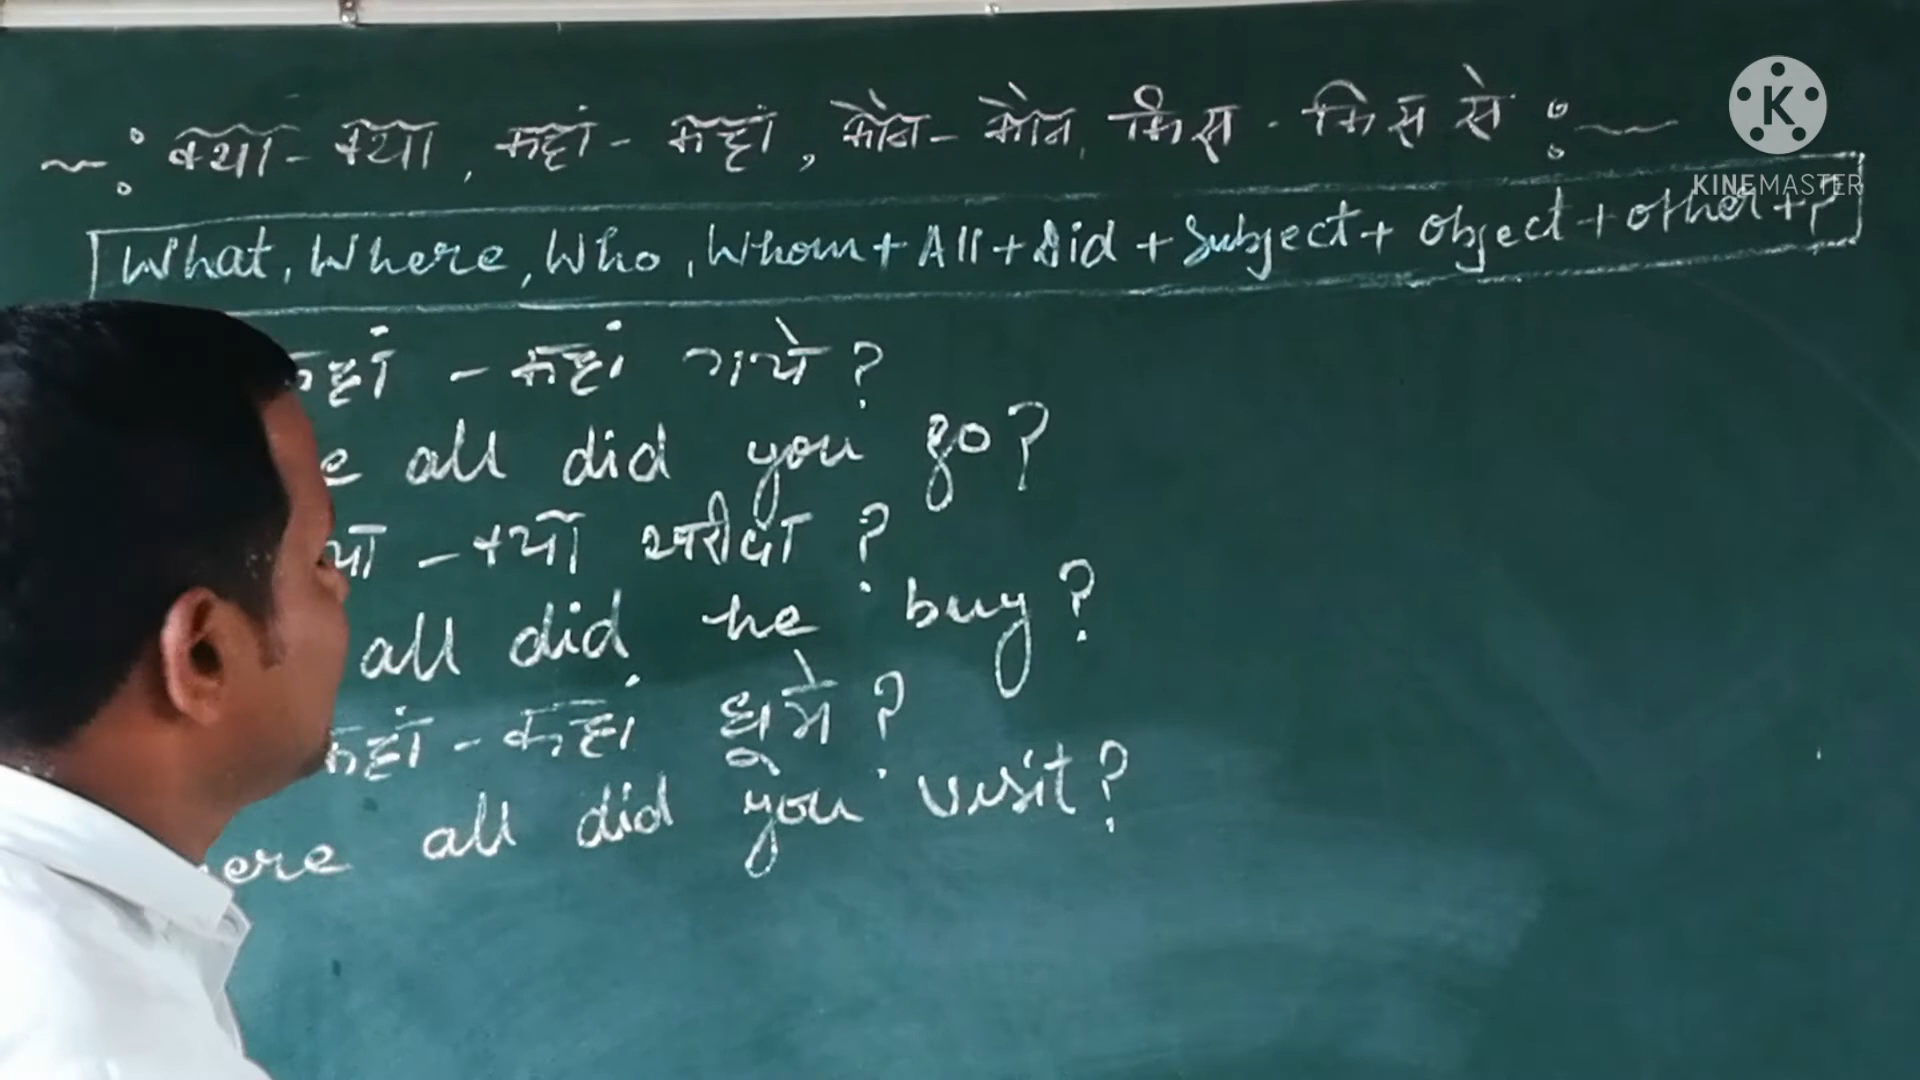 ~: क्या - क्या, कहां - कहां, कौन - कौन, किस - किस से :~
KINEMASTER
What, Where, Who, Whom + All + Did + Subject + Object + other + ?
कहां - कहां गये ?
all did you go?
- क्या खरीदा ?
all did he buy?
कहां - कहां घूमे ?
all did you visit?